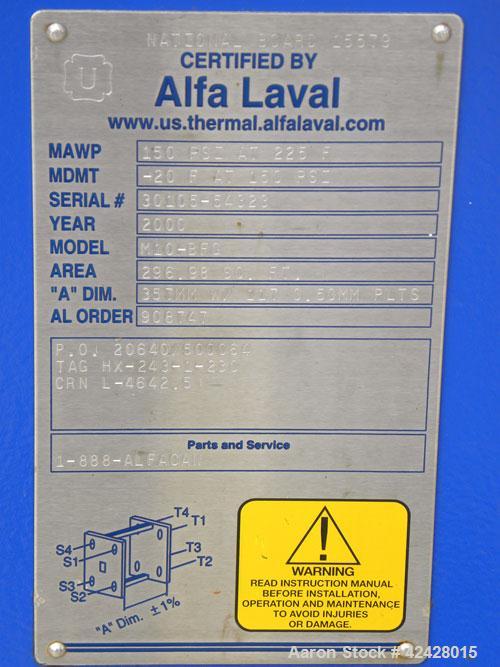 NATIONAL BOARD 15579
U
CERTIFIED BY
Alfa Laval
www.us.thermal.alfalaval.com
MAWP 150 PSI AT 225 F
MDMT -20 F AT 150 PSI
SERIAL # 30105-54323
YEAR 2000
MODEL M10-BFG
AREA 296.98 SQ. FT.
"A" DIM. 357MM W/ 117 0.50MM PLTS
AL ORDER 908747
P.O. 20640/500064
TAG HX-243-1-230
CRN L-4642.5
Parts and Service
1-888-ALFACAN
T4
T1
S4
S1
T3
S3
T2
S2
"A" Dim. ±1%
WARNING
READ INSTRUCTION MANUAL
BEFORE INSTALLATION,
OPERATION AND MAINTENANCE
TO AVOID INJURIES
OR DAMAGE.
Aaron Stock # 42428015